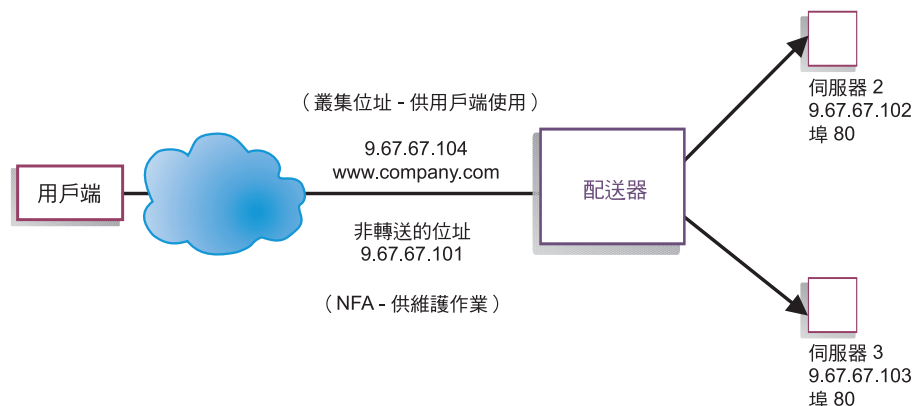 伺服器 2
9.67.67.102
埠 80
（叢集位址 - 供用戶端使用）
9.67.67.104
www.company.com
用戶端
配送器
非轉送的位址
9.67.67.101
（NFA - 供維護作業）
伺服器 3
9.67.67.103
埠 80